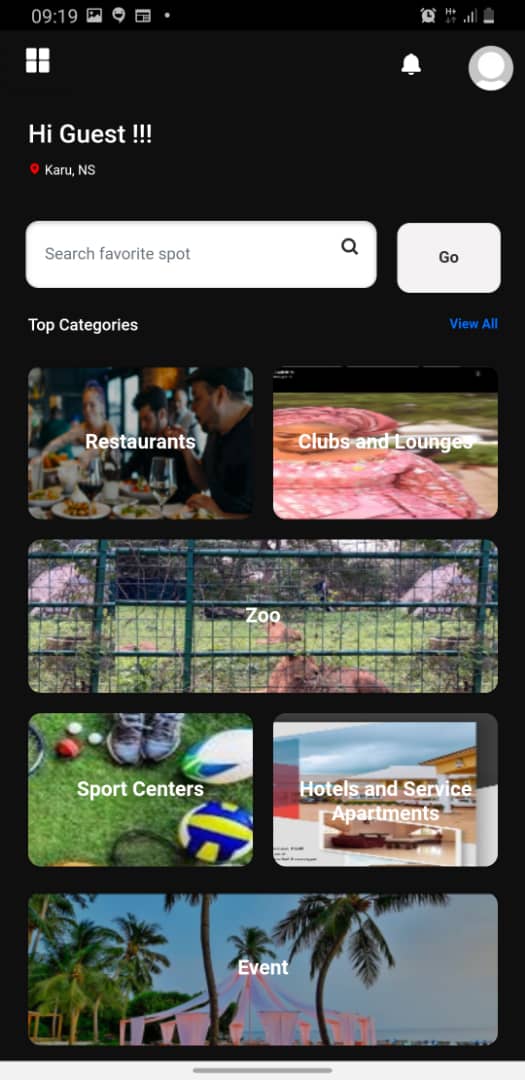 09:19
H+
Hi Guest !!!
Karu, NS
Search favorite spot
Go
Top Categories
View All
Restaurants
Clubs and Lounges
Zoo
Sport Centers
Hotels and Service
Apartments
Event